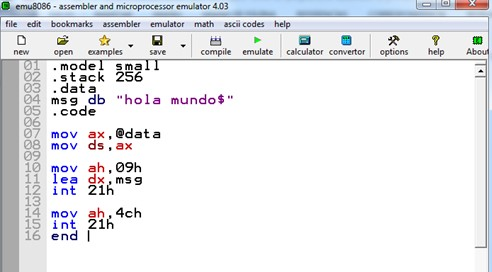 emu8086 - assembler and microprocessor emulator 4.03
file edit bookmarks assembler emulator math ascii codes help
new open examples save compile emulate calculator convertor options help About
01 .model small
02 .stack 256
03 .data
04 msg db "hola mundo$"
05 .code
06
07 mov ax,@data
08 mov ds,ax
09
10 mov ah,09h
11 lea dx,msg
12 int 21h
13
14 mov ah,4ch
15 int 21h
16 end